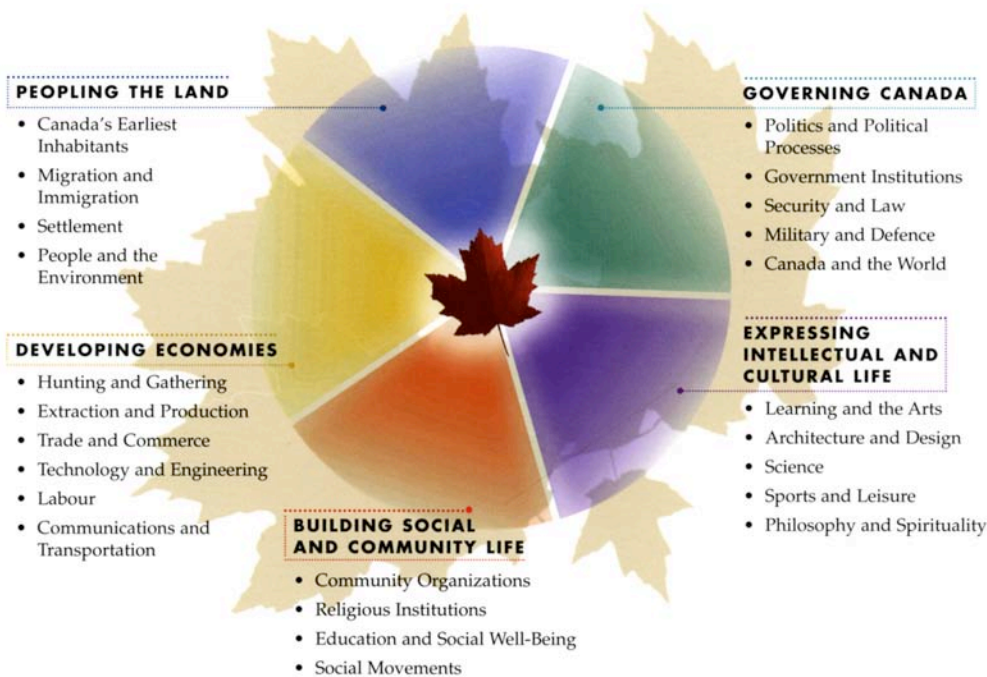 PEOPLING THE LAND
• Canada's Earliest
Inhabitants
• Migration and
Immigration
• Settlement
• People and the
Environment
GOVERNING CANADA
• Politics and Political
Processes
• Government Institutions
• Security and Law
• Military and Defence
• Canada and the World
DEVELOPING ECONOMIES
• Hunting and Gathering
• Extraction and Production
• Trade and Commerce
• Technology and Engineering
• Labour
• Communications and
Transportation
EXPRESSING
INTELLECTUAL AND
CULTURAL LIFE
• Learning and the Arts
• Architecture and Design
• Science
• Sports and Leisure
• Philosophy and Spirituality
BUILDING SOCIAL
AND COMMUNITY LIFE
• Community Organizations
• Religious Institutions
• Education and Social Well-Being
• Social Movements